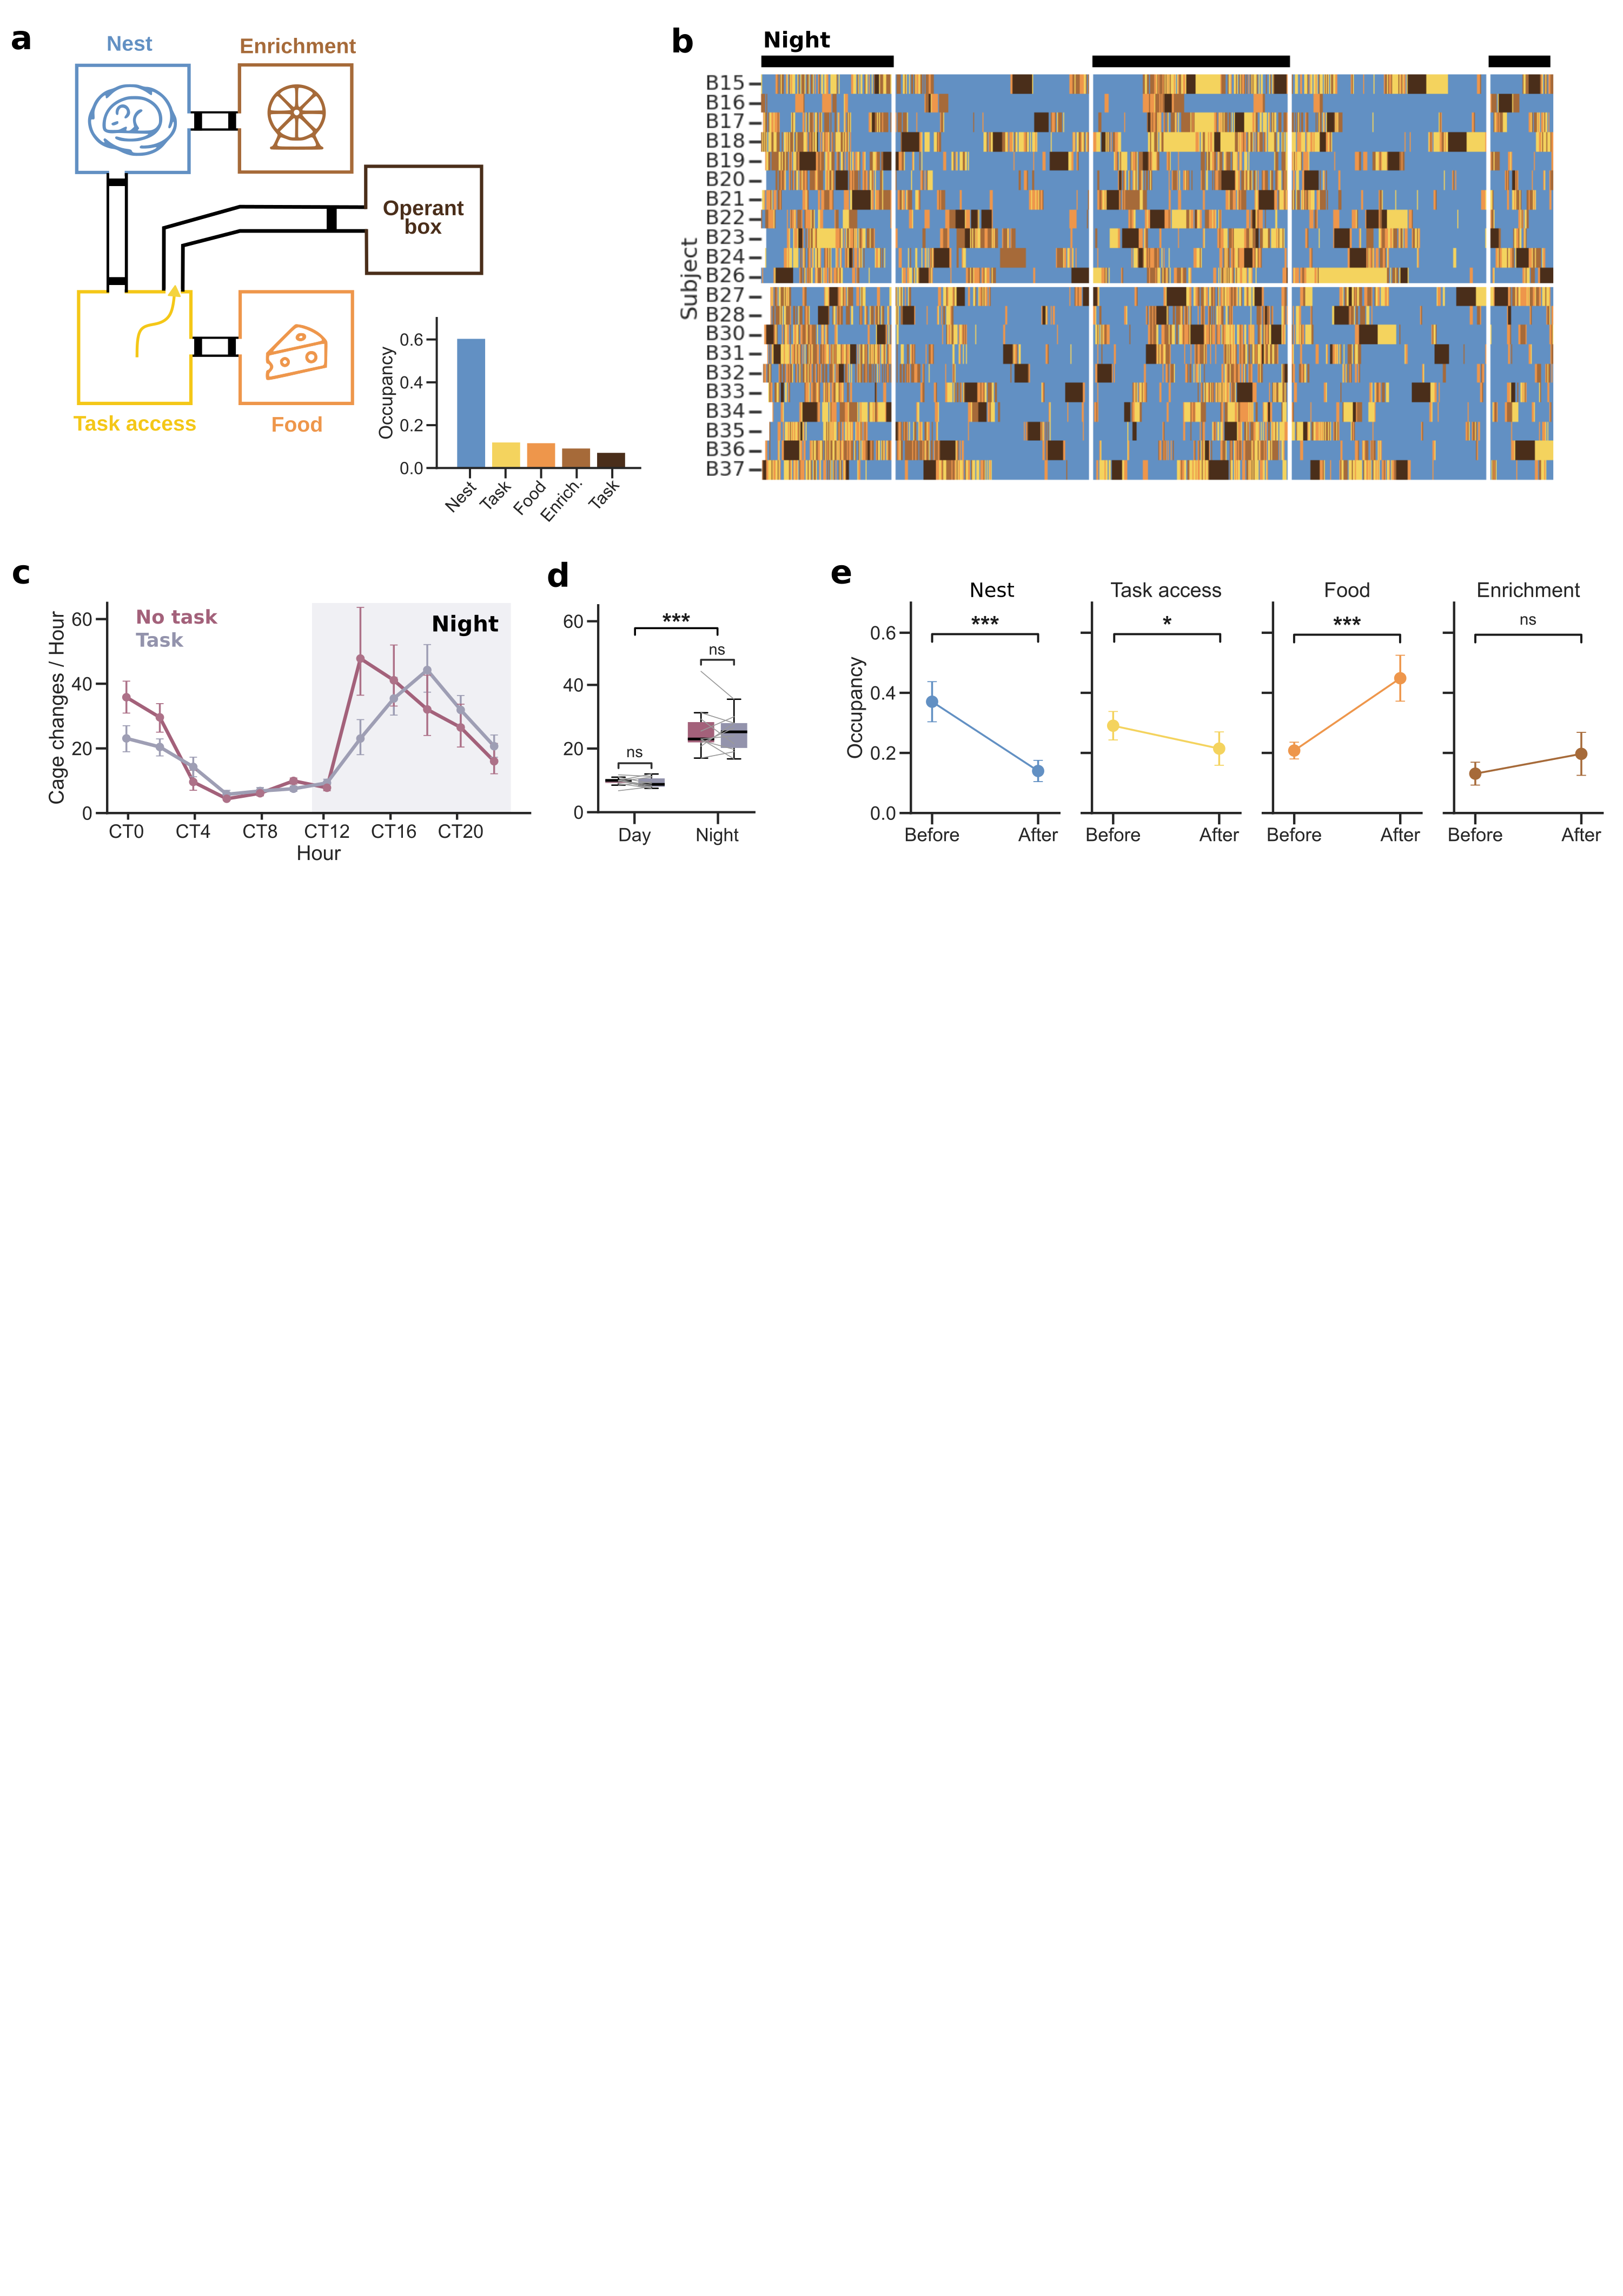 a
Nest
Enrichment
Operant
box
Task access
Food
Occupancy
0.6
0.4
0.2
0.0
Nest
Task
Food
Enrich.
Task
b
Night
Subject
B15
B16
B17
B18
B19
B20
B21
B22
B23
B24
B26
B27
B28
B30
B31
B32
B33
B34
B35
B36
B37
c
Cage changes / Hour
60
40
20
0
No task
Task
Night
CT0 CT4 CT8 CT12 CT16 CT20
Hour
d
60
40
20
0
***
ns
ns
Day Night
e
Occupancy
0.6
0.4
0.2
0.0
Nest
***
Before After
Task access
*
Before After
Food
***
Before After
Enrichment
ns
Before After